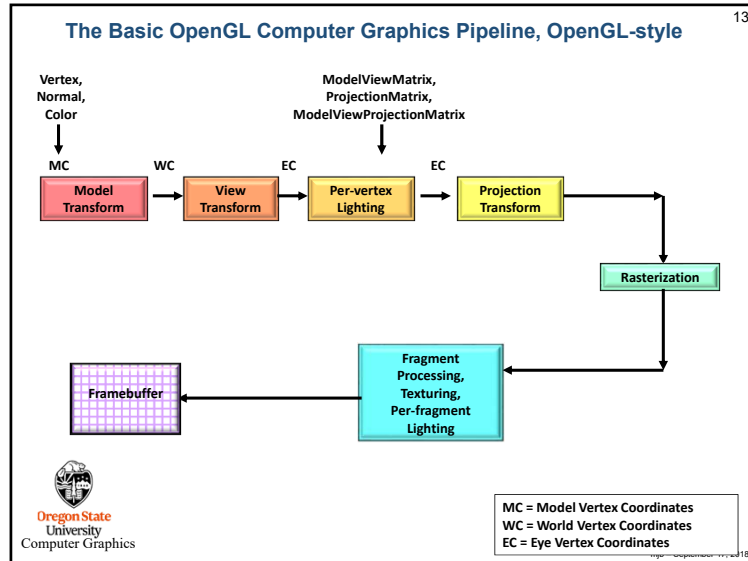 13
The Basic OpenGL Computer Graphics Pipeline, OpenGL-style
Vertex,
Normal,
Color
ModelViewMatrix,
ProjectionMatrix,
ModelViewProjectionMatrix
MC
WC
EC
EC
Model
Transform
View
Transform
Per-vertex
Lighting
Projection
Transform
Rasterization
Fragment
Processing,
Texturing,
Per-fragment
Lighting
Framebuffer
Oregon State
University
Computer Graphics
MC = Model Vertex Coordinates
WC = World Vertex Coordinates
EC = Eye Vertex Coordinates
2018